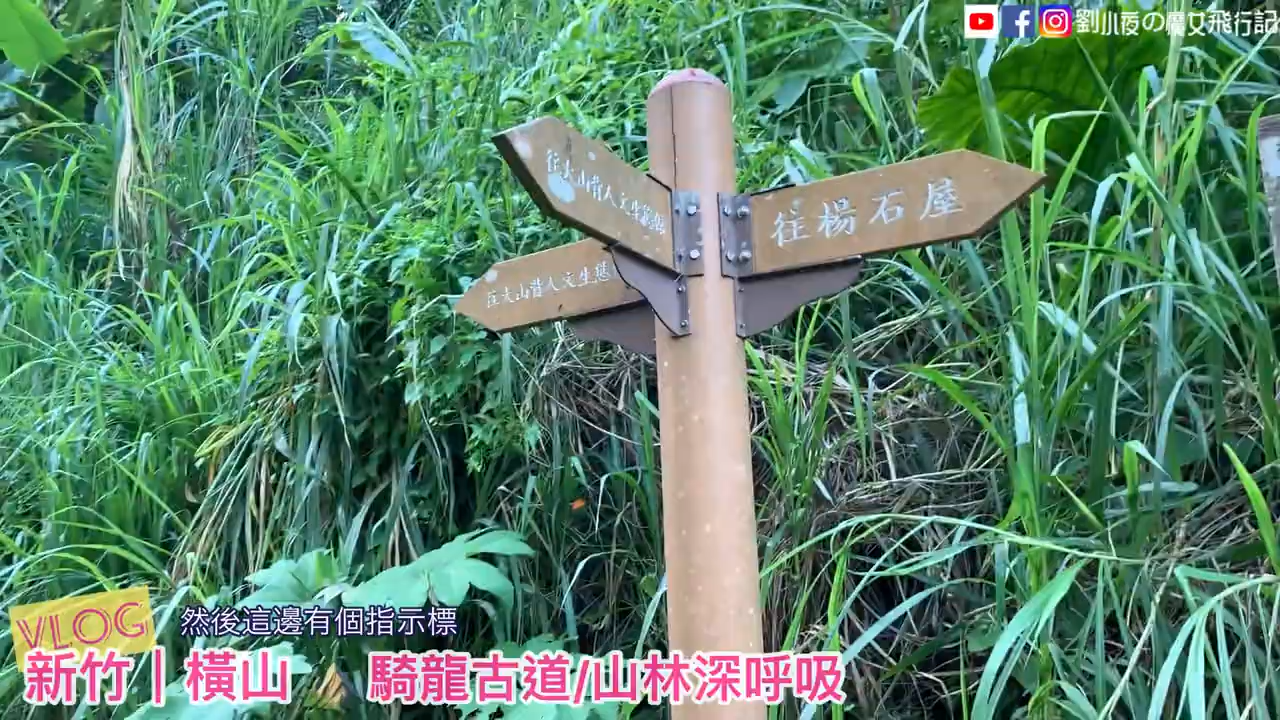 劉小夜の魔女飛行記
往大山背人文生態
往楊石屋
往大山背人文生態
VLOG
然後這邊有個指示標
新竹｜橫山 騎龍古道/山林深呼吸